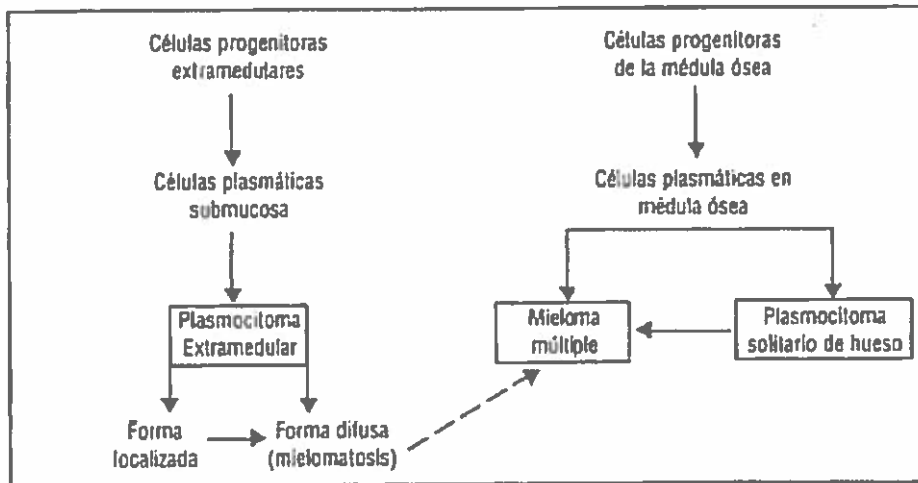 Células progenitoras
extramedulares
Células plasmáticas
submucosa
Plasmocitoma
Extramedular
Forma
localizada
Forma difusa
(mielomatosis)
Células progenitoras
de la médula ósea
Células plasmáticas en
médula ósea
Mieloma
múltiple
Plasmocitoma
solitario de hueso